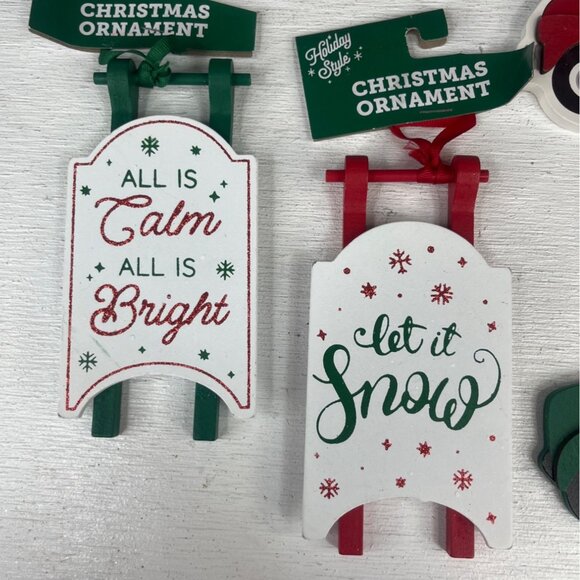 CHRISTMAS
ORNAMENT
ALL IS
Calm
ALL IS
Bright
Holiday
Style
CHRISTMAS
ORNAMENT
let it
Snow